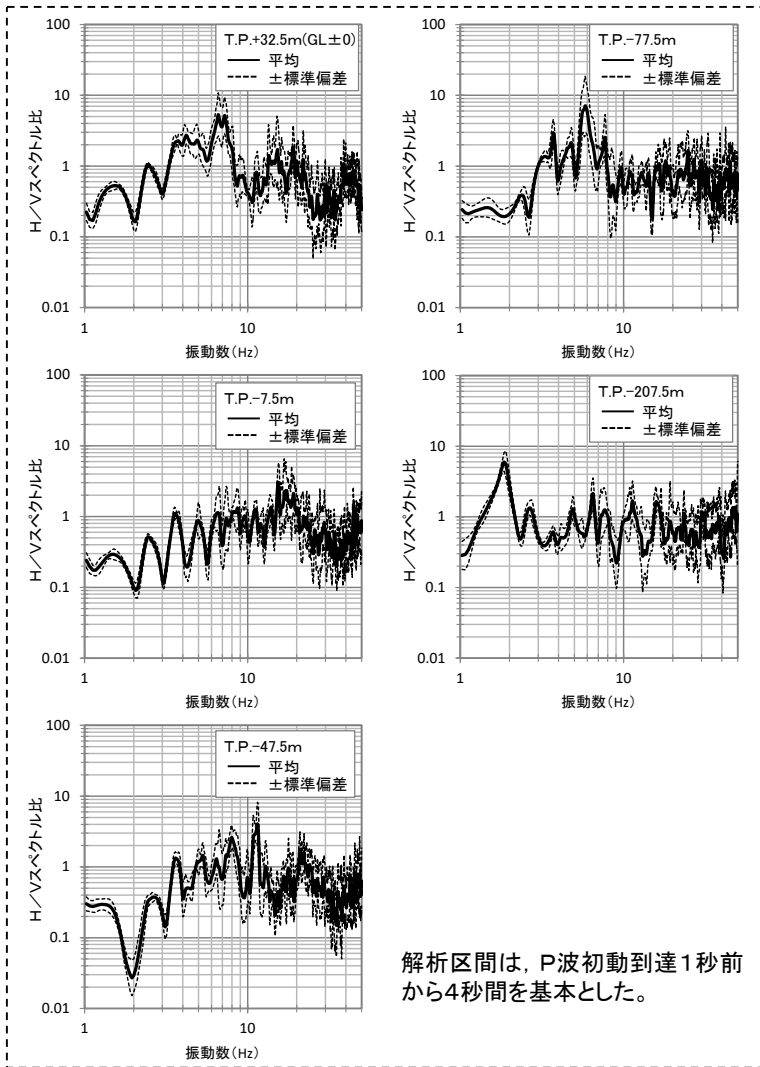 T.P.+32.5m(GL±0)
平均
±標準偏差
H/Vスペクトル比
100
10
1
0.1
0.01
1
10
振動数(Hz)
T.P.-77.5m
平均
±標準偏差
H/Vスペクトル比
100
10
1
0.1
0.01
1
10
振動数(Hz)
T.P.-7.5m
平均
±標準偏差
H/Vスペクトル比
100
10
1
0.1
0.01
1
10
振動数(Hz)
T.P.-207.5m
平均
±標準偏差
H/Vスペクトル比
100
10
1
0.1
0.01
1
10
振動数(Hz)
T.P.-47.5m
平均
±標準偏差
H/Vスペクトル比
100
10
1
0.1
0.01
1
10
振動数(Hz)
解析区間は,P波初動到達1秒前
から4秒間を基本とした。